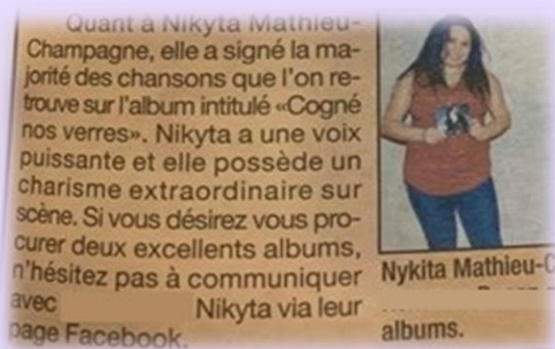 Quant à Nikyta Mathieu-
Champagne, elle a signé la ma-
jorité des chansons que l'on re-
trouve sur l'album intitulé «Cogné
nos verres». Nikyta a une voix
puissante et elle possède un
charisme extraordinaire sur
scène. Si vous désirez vous pro-
curer deux excellents albums,
n'hésitez pas à communiquer
avec Nikyta via leur
page Facebook.
Nykita Mathieu-C
albums.